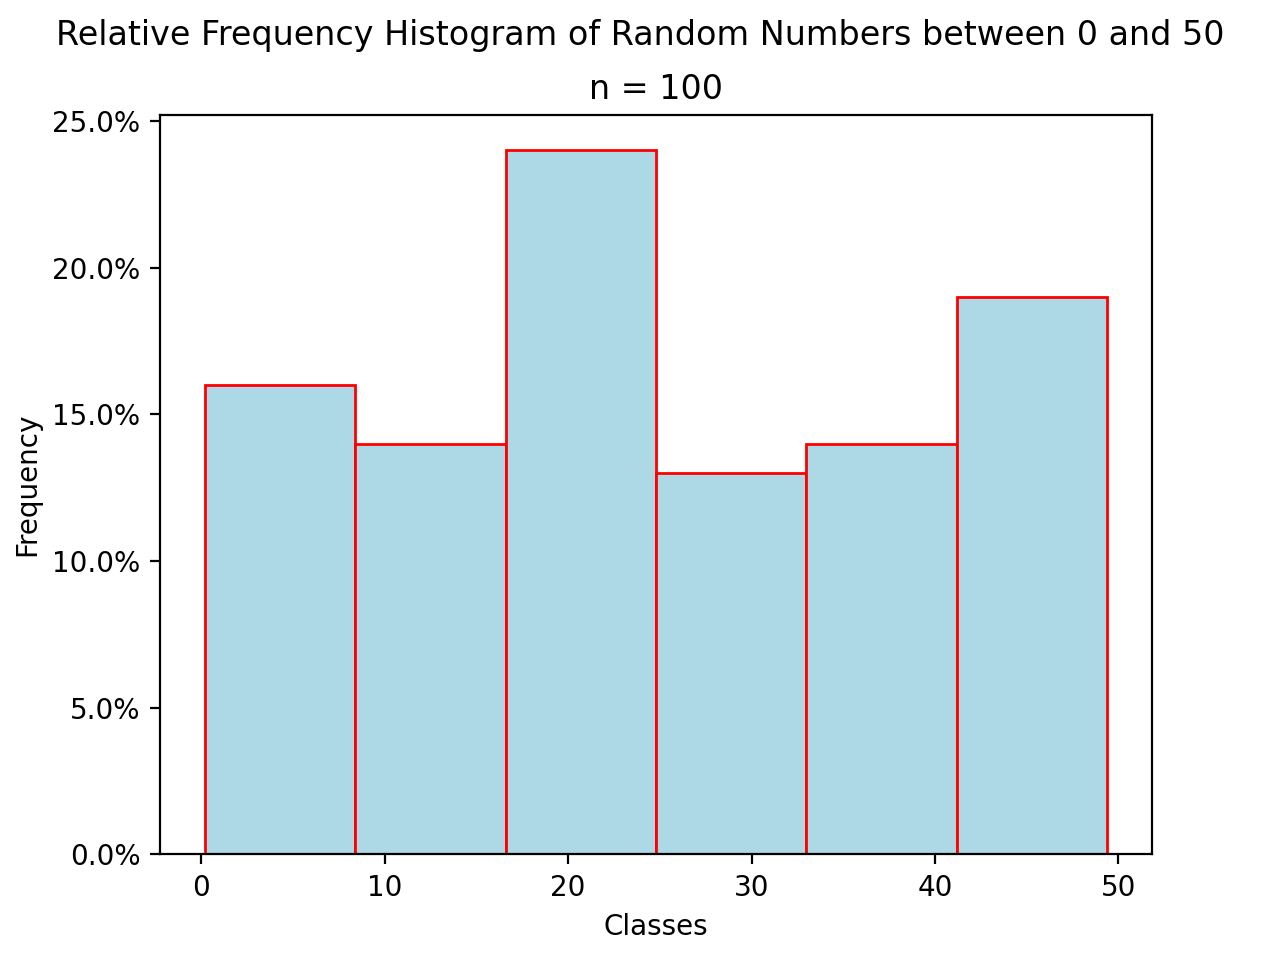 Relative Frequency Histogram of Random Numbers between 0 and 50
n = 100
25.0%
20.0%
15.0%
10.0%
5.0%
0.0%
Frequency
0 10 20 30 40 50
Classes